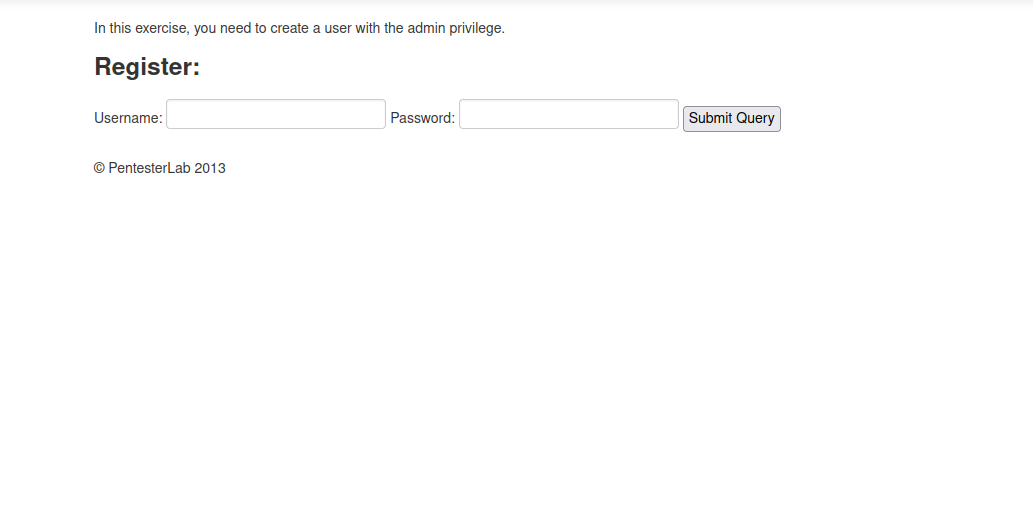 In this exercise, you need to create a user with the admin privilege.
Register:
Username: Password: Submit Query
© PentesterLab 2013